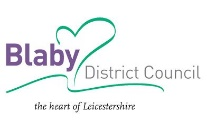 Blaby
District Council
the heart of Leicestershire